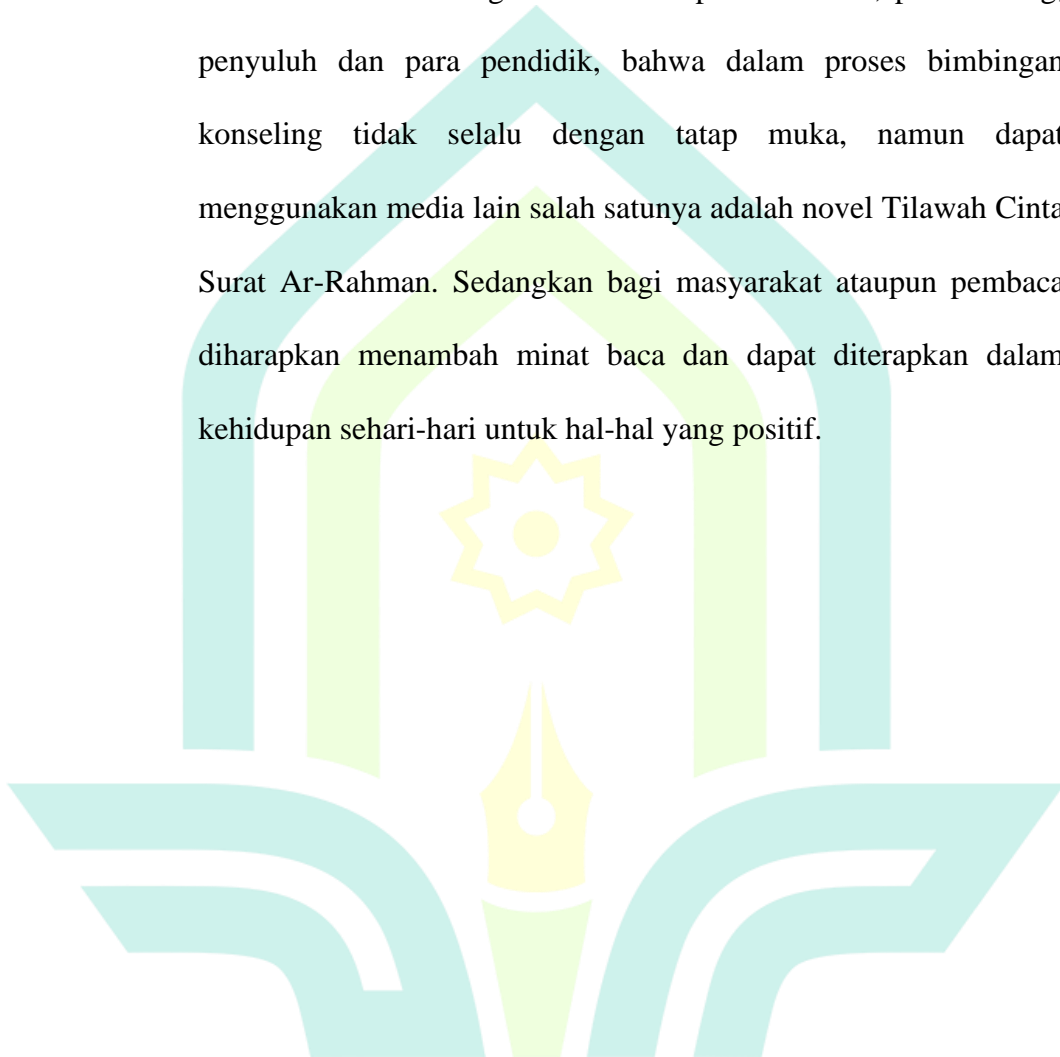 penyuluh dan para pendidik, bahwa dalam proses bimbingan
konseling tidak selalu dengan tatap muka, namun dapat
menggunakan media lain salah satunya adalah novel Tilawah Cinta
Surat Ar-Rahman. Sedangkan bagi masyarakat ataupun pembaca
diharapkan menambah minat baca dan dapat diterapkan dalam
kehidupan sehari-hari untuk hal-hal yang positif.